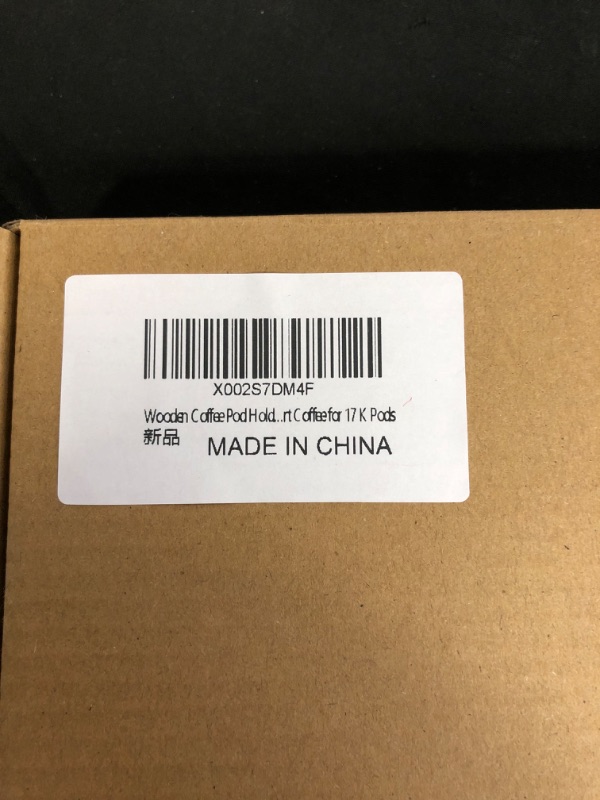 X002S7DM4F
Wooden Coffee Pod Hold...rt Coffee for 17 K Pods
新品
MADE IN CHINA